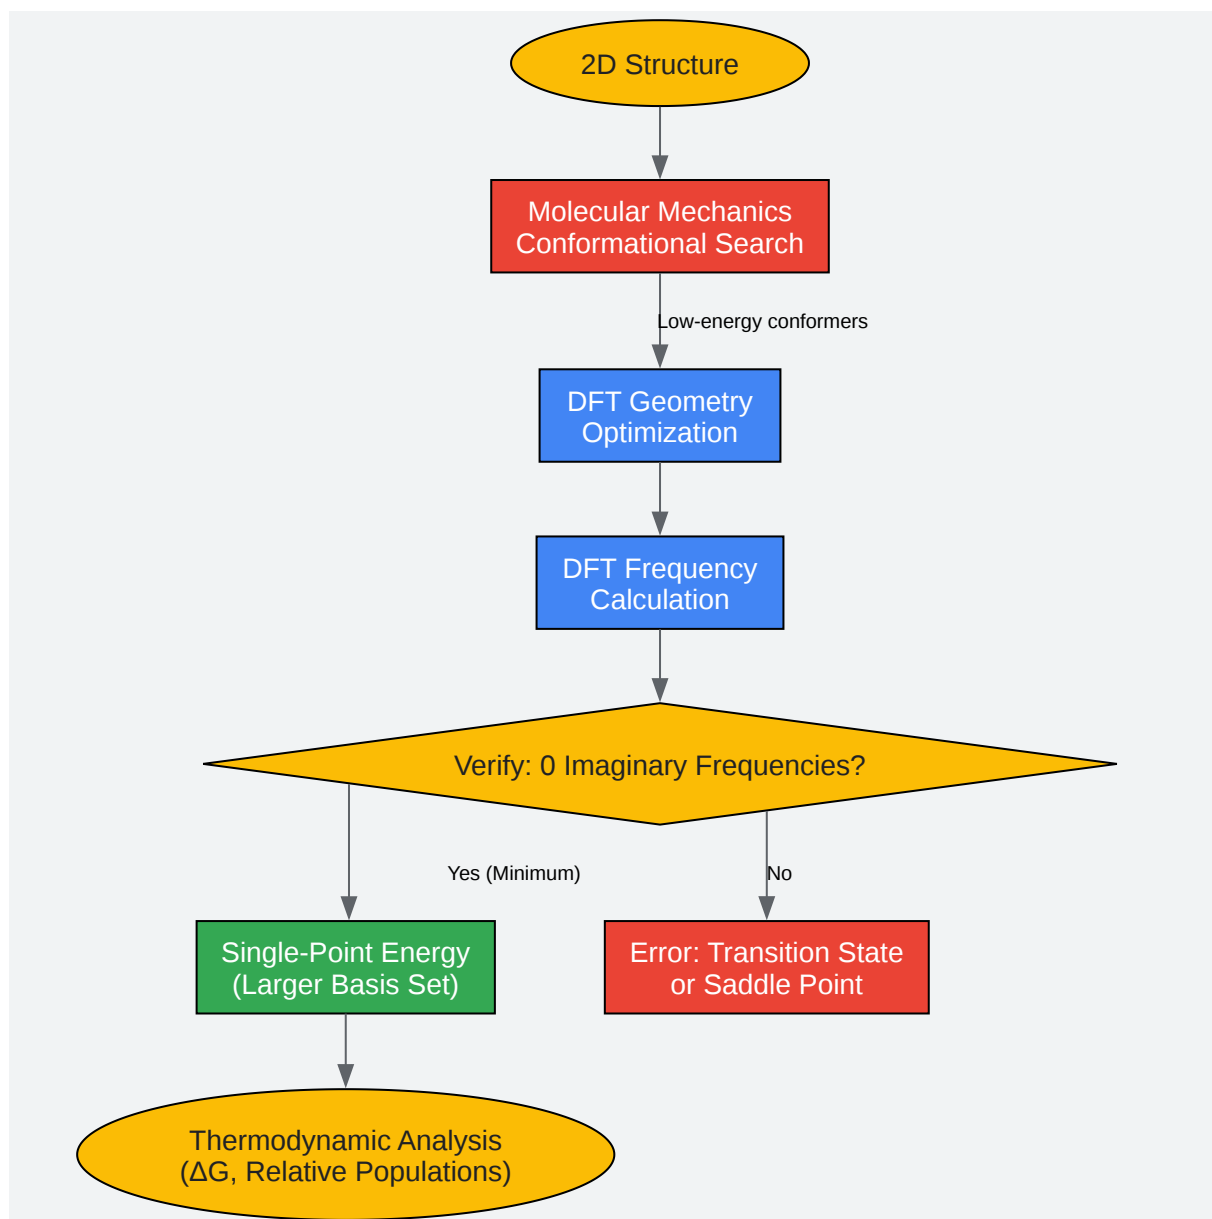 2D Structure
Molecular Mechanics
Conformational Search
Low-energy conformers
DFT Geometry
Optimization
DFT Frequency
Calculation
Verify: 0 Imaginary Frequencies?
Yes (Minimum)
No
Single-Point Energy
(Larger Basis Set)
Error: Transition State
or Saddle Point
Thermodynamic Analysis
(ΔG, Relative Populations)